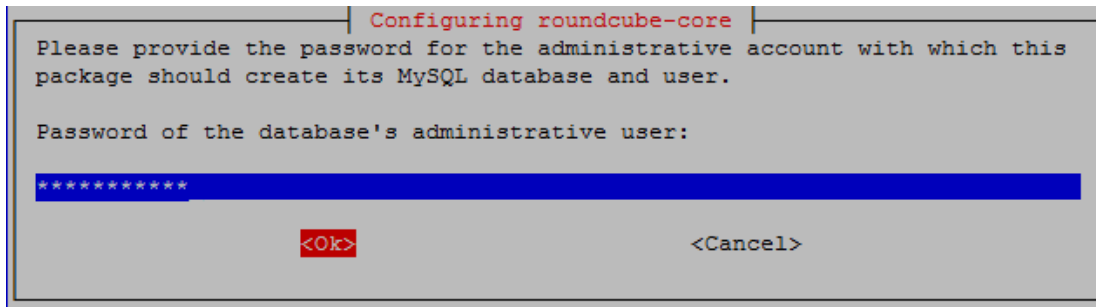 Configuring roundcube-core
Please provide the password for the administrative account with which this
package should create its MySQL database and user.
Password of the database's administrative user:
***********
<Ok> <Cancel>